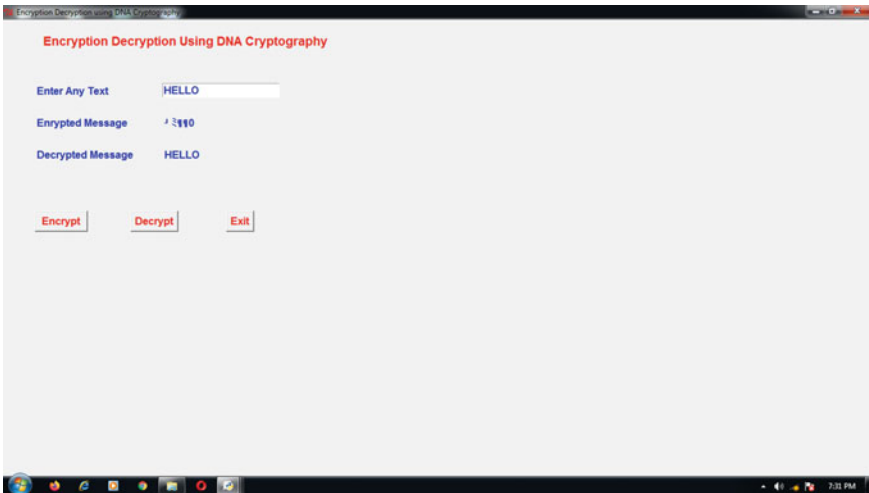 Encryption Decryption using DNA Cryptography
Encryption Decryption Using DNA Cryptography
Enter Any Text HELLO
Enrypted Message ¶¶0
Decrypted Message HELLO
Encrypt Decrypt Exit
7:31 PM